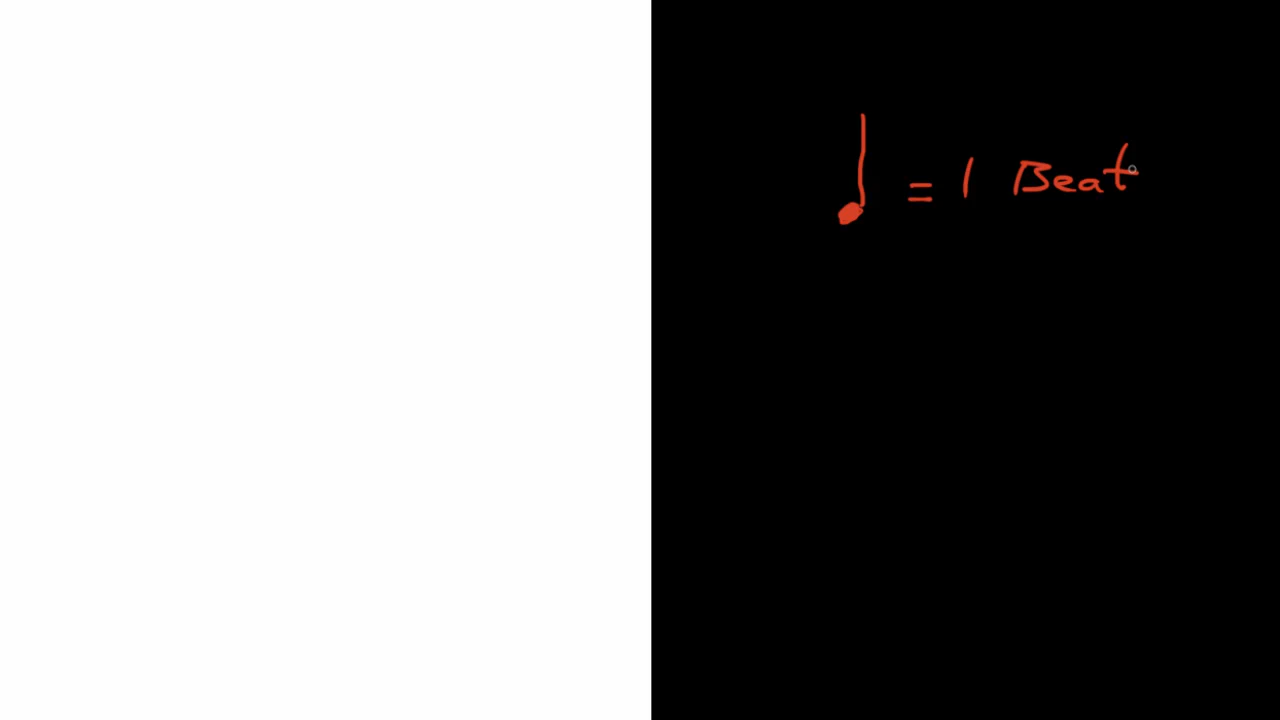 ♩ = 1 Beat